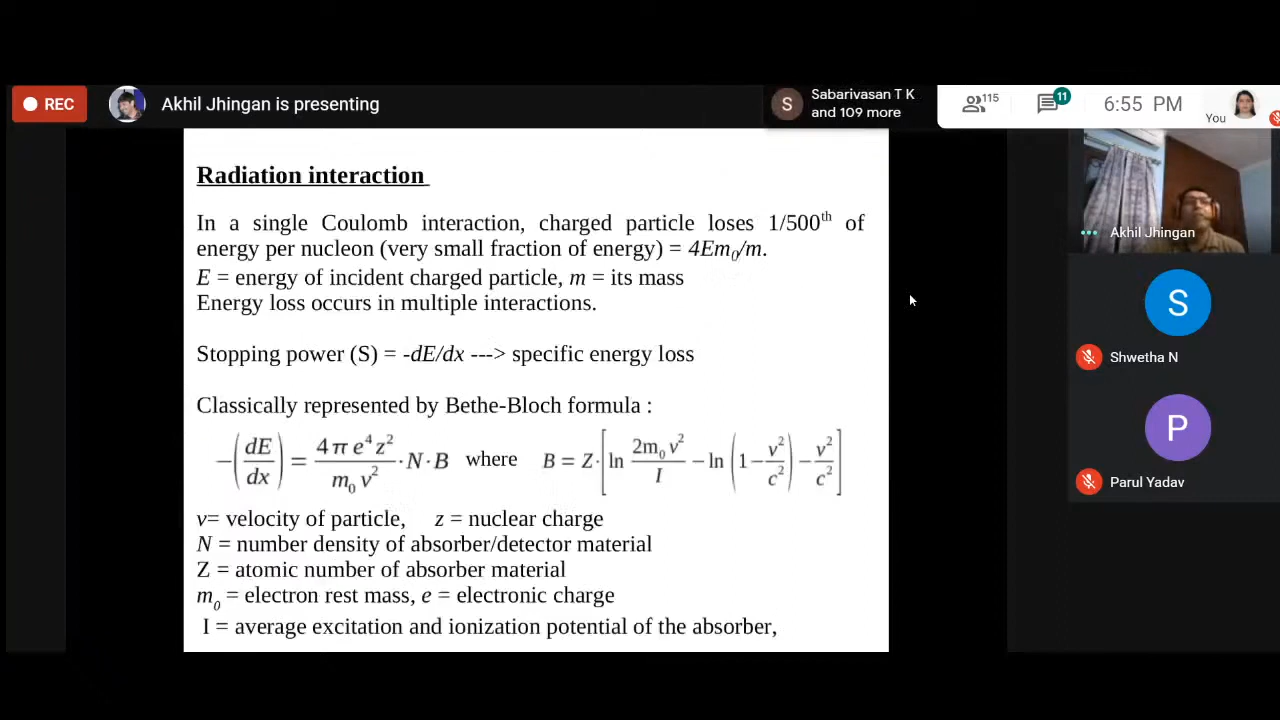 REC
Akhil Jhingan is presenting
S
Sabarivasan T K
and 109 more
115
11
6:55 PM
You
Radiation interaction
In a single Coulomb interaction, charged particle loses 1/500th of
energy per nucleon (very small fraction of energy) = 4Em₀/m.
E = energy of incident charged particle, m = its mass
Energy loss occurs in multiple interactions.
Stopping power (S) = -dE/dx ---> specific energy loss
Classically represented by Bethe-Bloch formula :
−(dE/dx) = 4πe⁴z²/m₀v² ·N·B where B = Z·[ln 2m₀v²/I − ln (1−v²/c²) − v²/c²]
v= velocity of particle, z = nuclear charge
N = number density of absorber/detector material
Z = atomic number of absorber material
m₀ = electron rest mass, e = electronic charge
I = average excitation and ionization potential of the absorber,
Akhil Jhingan
S
Shwetha N
P
Parul Yadav